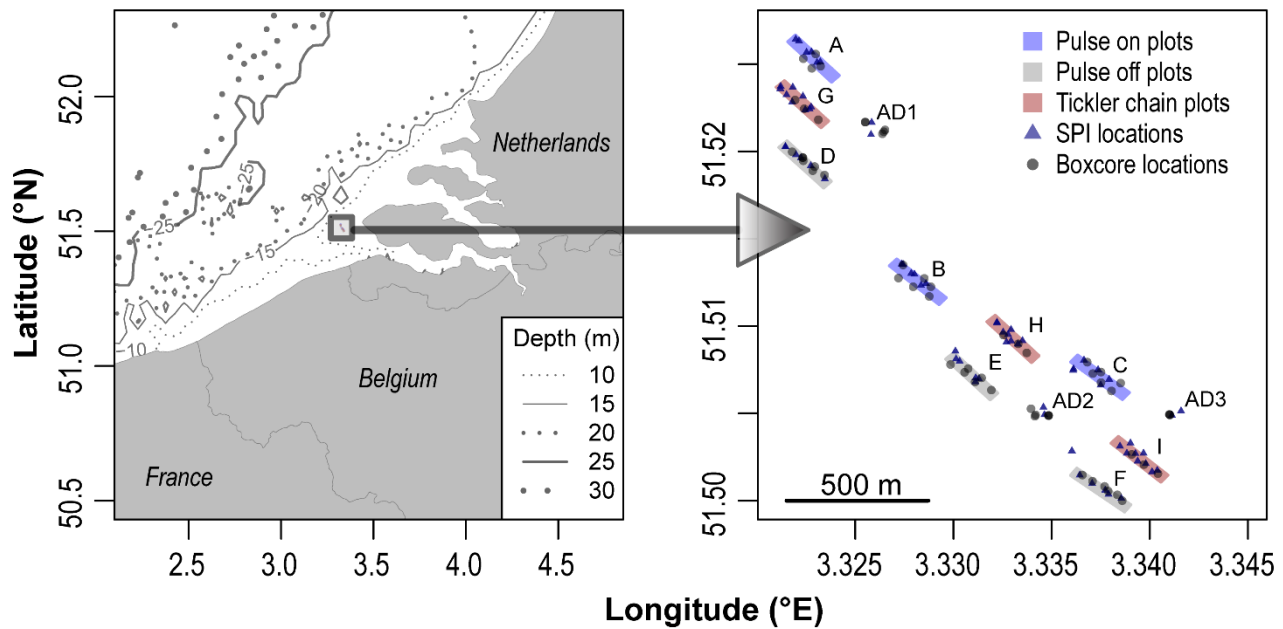 Latitude (°N)
52.0
51.5
51.0
50.5
2.5
3.0
3.5
4.0
4.5
Netherlands
Belgium
France
25
25
20
15
10
Depth (m)
10
15
20
25
30
51.52
51.51
51.50
3.325
3.330
3.335
3.340
3.345
Pulse on plots
Pulse off plots
Tickler chain plots
SPI locations
Boxcore locations
A
G
AD1
D
B
H
E
C
AD2
AD3
I
F
500 m
Longitude (°E)